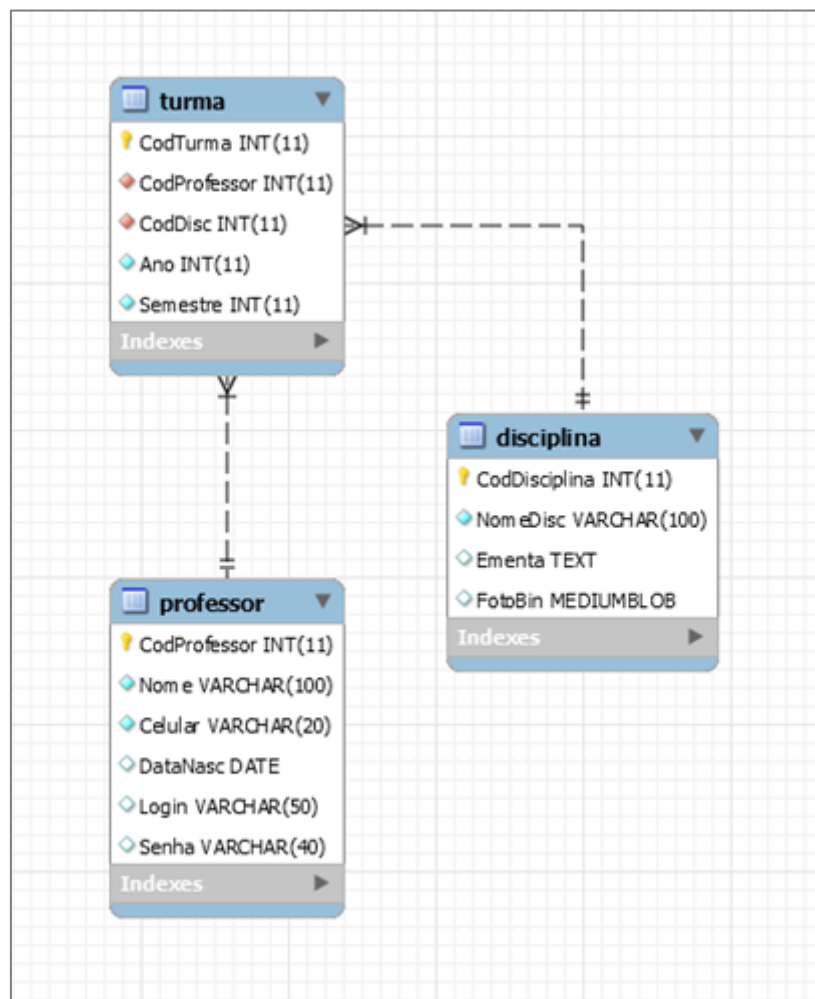 turma
CodTurma INT(11)
CodProfessor INT(11)
CodDisc INT(11)
Ano INT(11)
Semestre INT(11)
Indexes
disciplina
CodDisciplina INT(11)
NomeDisc VARCHAR(100)
Ementa TEXT
FotoBin MEDIUMBLOB
Indexes
professor
CodProfessor INT(11)
Nome VARCHAR(100)
Celular VARCHAR(20)
DataNasc DATE
Login VARCHAR(50)
Senha VARCHAR(40)
Indexes